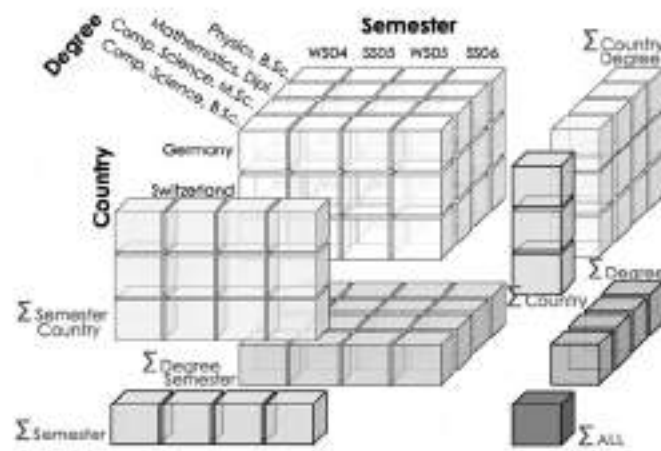 Semester
WS04 SS05 WS05 SS06
Degree
Physics, B.Sc.
Mathematics, Dipl.
Comp. Science, M.Sc.
Comp. Science, B.Sc.
Country
Germany
Switzerland
Σ Country
Degree
Σ Semester
Country
Σ Country
Σ Degree
Σ Degree
Semester
Σ Semester
Σ ALL